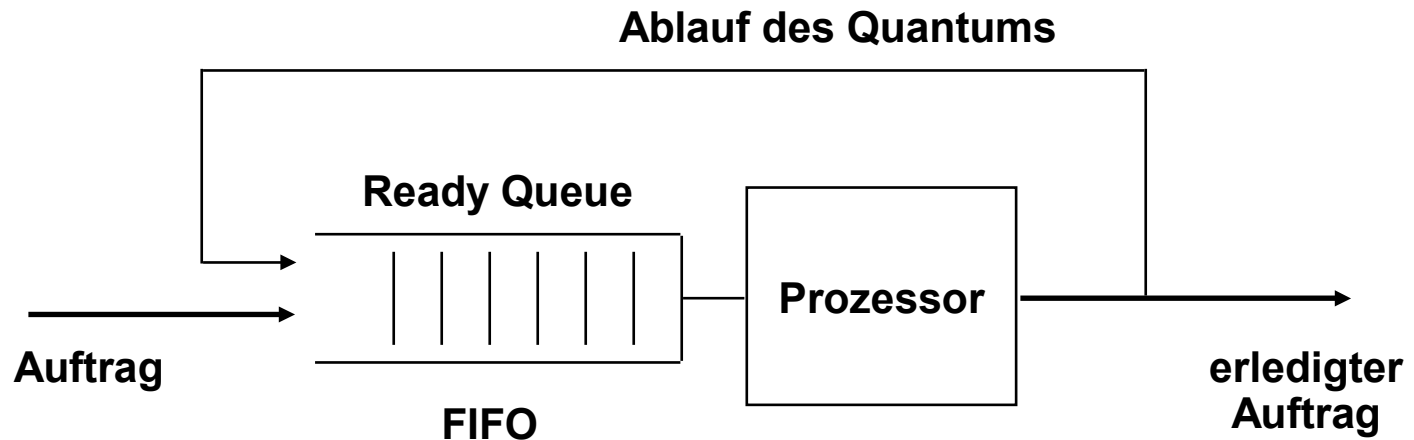 Ablauf des Quantums
Ready Queue
Prozessor
Auftrag
erledigter
Auftrag
FIFO